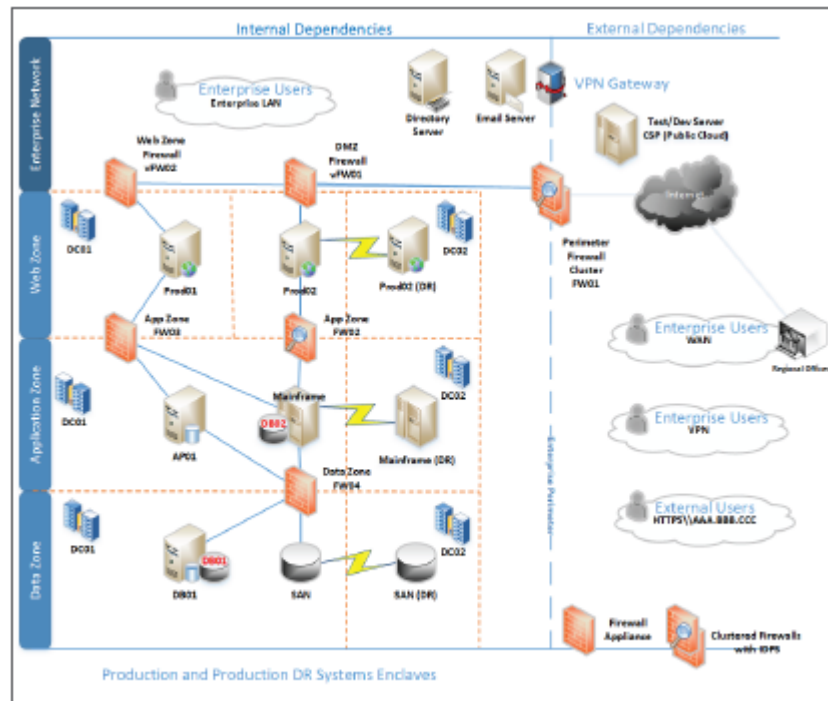 Internal Dependencies
External Dependencies
Enterprise Network
Enterprise Users
Enterprise LAN
Directory
Server
Email Server
VPN Gateway
Test/Dev Server
CSP (Public Cloud)
Web Zone
Firewall
vFW02
DMZ
Firewall
vFW01
Internet
Perimeter
Firewall
Cluster
FW01
Web Zone
DC01
Prod01
Prod02
Prod02 (DR)
DC02
App Zone
FW03
App Zone
FW02
Enterprise Users
WAN
Regional Offices
Application Zone
DC01
AP01
Mainframe
DB02
Mainframe (DR)
DC02
Data Zone
FW04
Enterprise Users
VPN
Enterprise Perimeter
External Users
HTTPS\\AAA.BBB.CCC
Data Zone
DC01
DB01
DB01
SAN
SAN (DR)
DC02
Firewall
Appliance
Clustered Firewalls
with IDPS
Production and Production DR Systems Enclaves